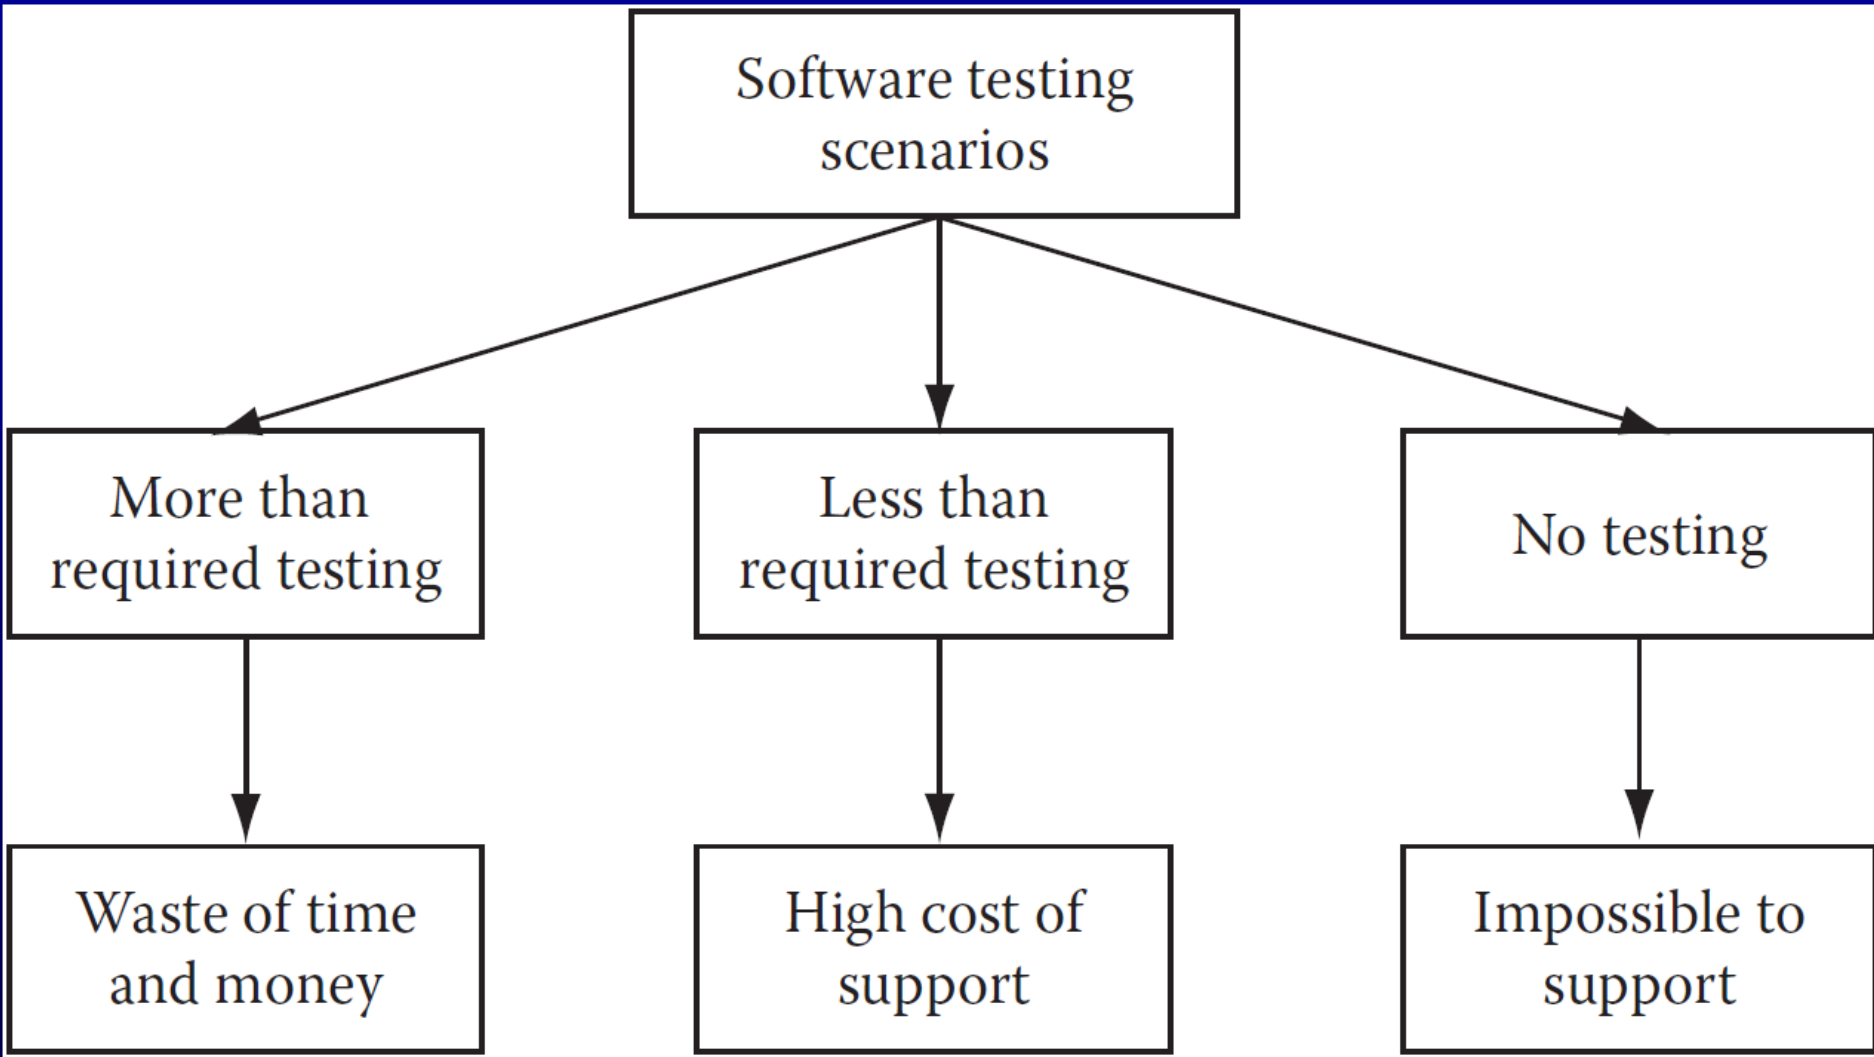 Software testing
scenarios
More than
required testing
Less than
required testing
No testing
Waste of time
and money
High cost of
support
Impossible to
support